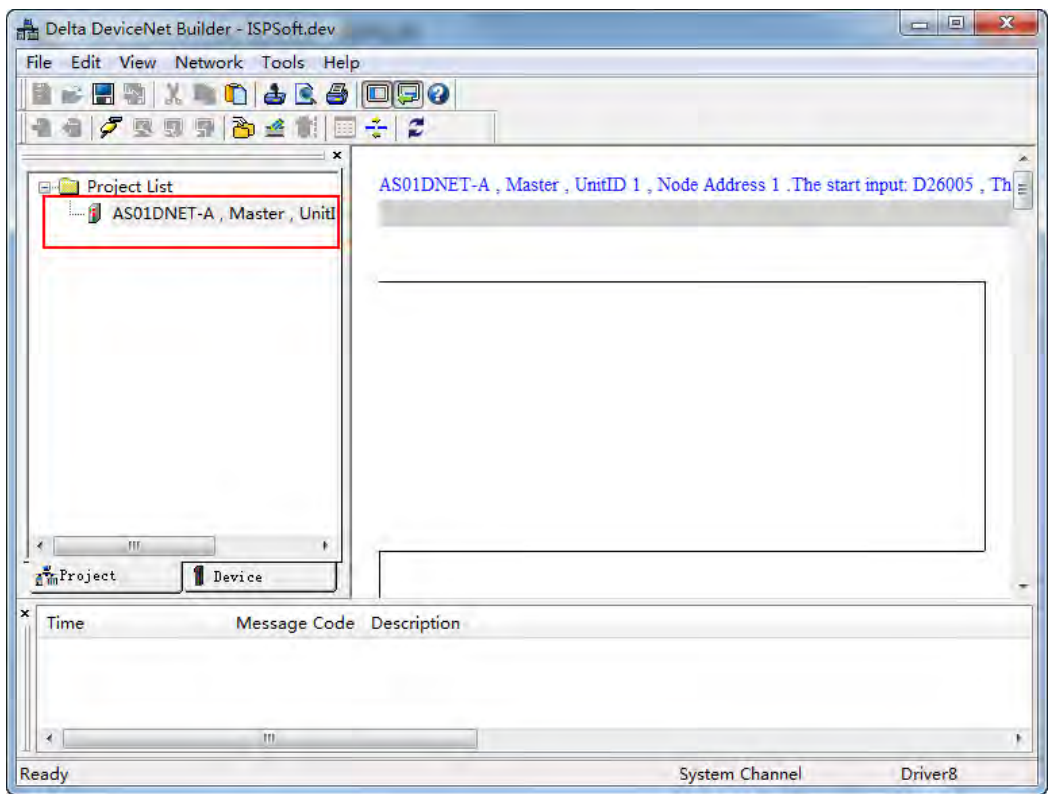 Delta DeviceNet Builder - ISPSoft.dev
File Edit View Network Tools Help
Project List
AS01DNET-A , Master , UnitI
AS01DNET-A , Master , UnitID 1 , Node Address 1 .The start input: D26005 , Th
Project Device
Time Message Code Description
Ready System Channel Driver8